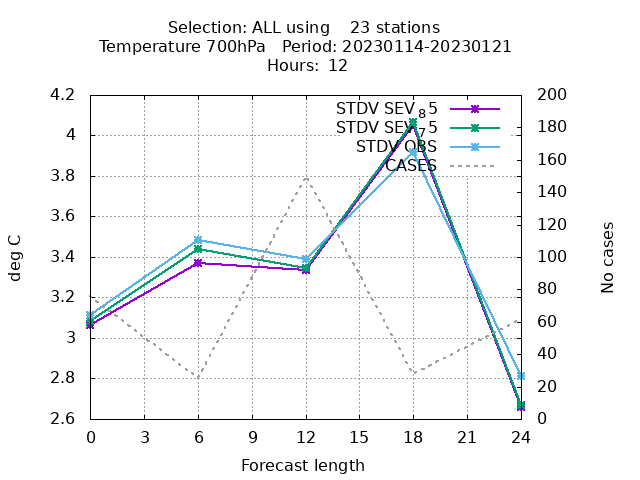 Selection: ALL using    23 stations
Temperature 700hPa   Period: 20230114-20230121
Hours:  12
4.2
4
3.8
3.6
3.4
3.2
3
2.8
2.6
deg C
STDV SEV_85
STDV SEV_75
STDV OBS
CASES
200
180
160
140
120
100
80
60
40
20
0
No cases
0 3 6 9 12 15 18 21 24
Forecast length